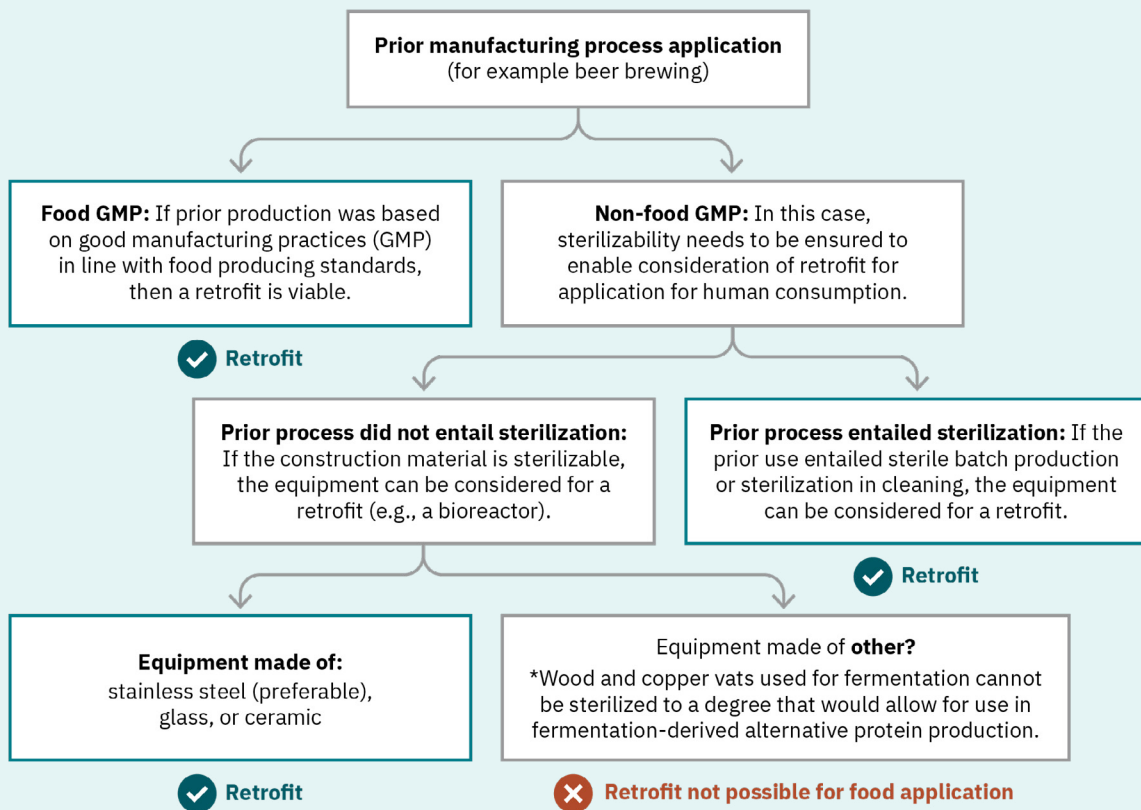 Prior manufacturing process application
(for example beer brewing)
Food GMP: If prior production was based
on good manufacturing practices (GMP)
in line with food producing standards,
then a retrofit is viable.
Non-food GMP: In this case,
sterilizability needs to be ensured to
enable consideration of retrofit for
application for human consumption.
Retrofit
Prior process did not entail sterilization:
If the construction material is sterilizable,
the equipment can be considered for a
retrofit (e.g., a bioreactor).
Prior process entailed sterilization: If the
prior use entailed sterile batch production
or sterilization in cleaning, the equipment
can be considered for a retrofit.
Retrofit
Equipment made of:
stainless steel (preferable),
glass, or ceramic
Equipment made of other?
*Wood and copper vats used for fermentation cannot
be sterilized to a degree that would allow for use in
fermentation-derived alternative protein production.
Retrofit
Retrofit not possible for food application